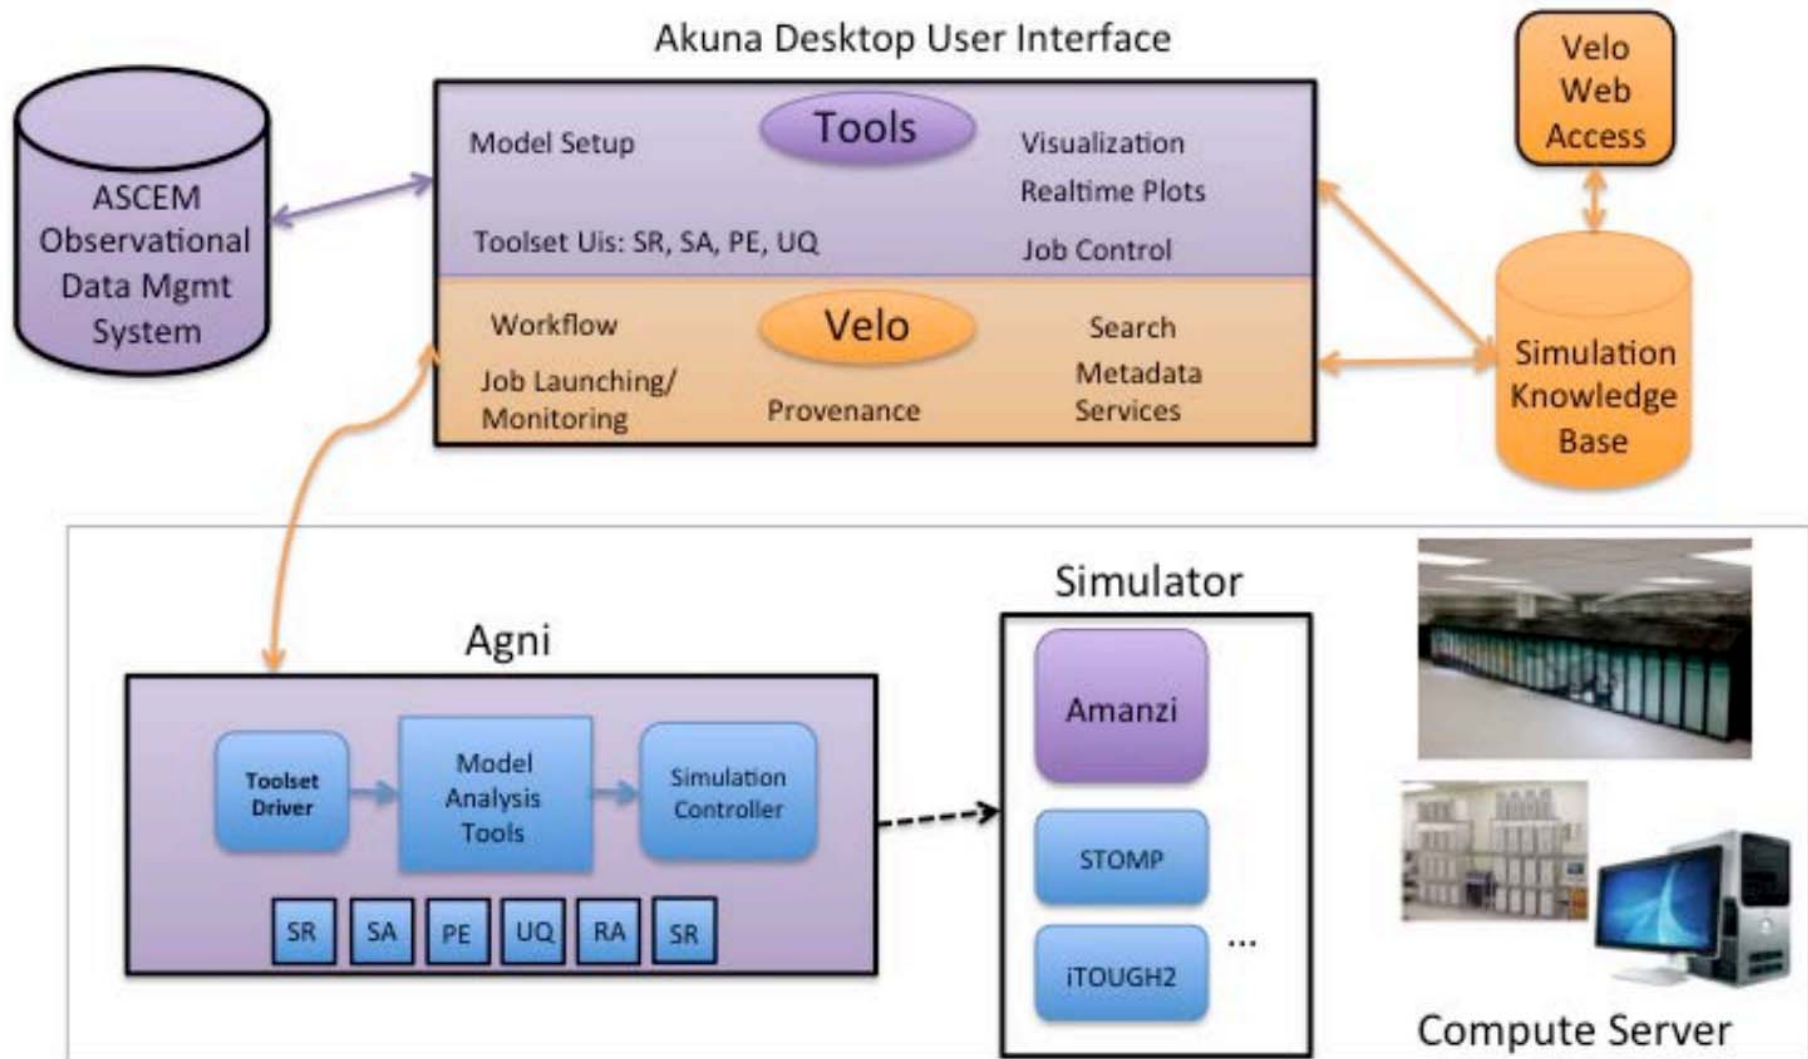 Akuna Desktop User Interface
ASCEM
Observational
Data Mgmt
System
Tools
Model Setup
Visualization
Realtime Plots
Toolset Uis: SR, SA, PE, UQ
Job Control
Velo
Workflow
Search
Job Launching/
Monitoring
Provenance
Metadata
Services
Velo
Web
Access
Simulation
Knowledge
Base
Agni
Toolset
Driver
Model
Analysis
Tools
Simulation
Controller
SR
SA
PE
UQ
RA
SR
Simulator
Amanzi
STOMP
iTOUGH2
...
Compute Server